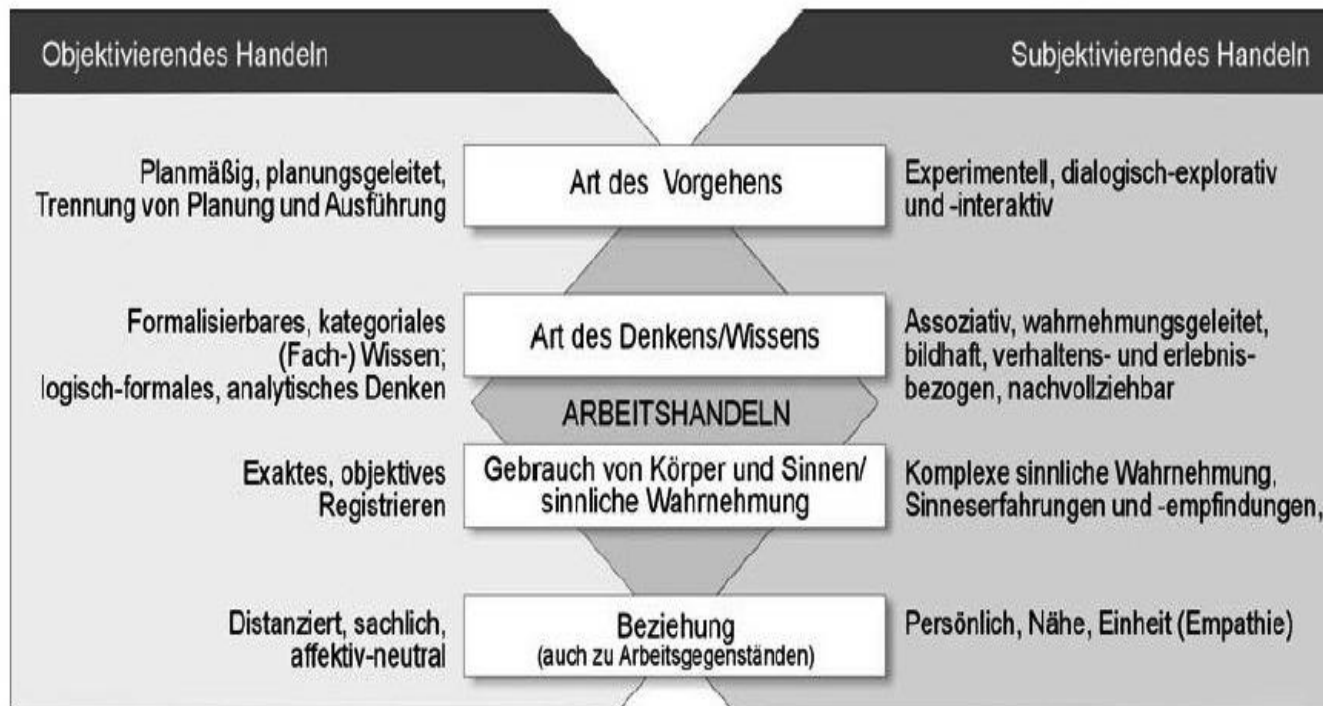 Objektivierendes Handeln
Subjektivierendes Handeln
Planmäßig, planungsgeleitet,
Trennung von Planung und Ausführung
Art des Vorgehens
Experimentell, dialogisch-explorativ
und -interaktiv
Formalisierbares, kategoriales
(Fach-) Wissen;
logisch-formales, analytisches Denken
Art des Denkens/Wissens
Assoziativ, wahrnehmungsgeleitet,
bildhaft, verhaltens- und erlebnis-
bezogen, nachvollziehbar
ARBEITSHANDELN
Exaktes, objektives
Registrieren
Gebrauch von Körper und Sinnen/
sinnliche Wahrnehmung
Komplexe sinnliche Wahrnehmung,
Sinneserfahrungen und -empfindungen,
Distanziert, sachlich,
affektiv-neutral
Beziehung
(auch zu Arbeitsgegenständen)
Persönlich, Nähe, Einheit (Empathie)